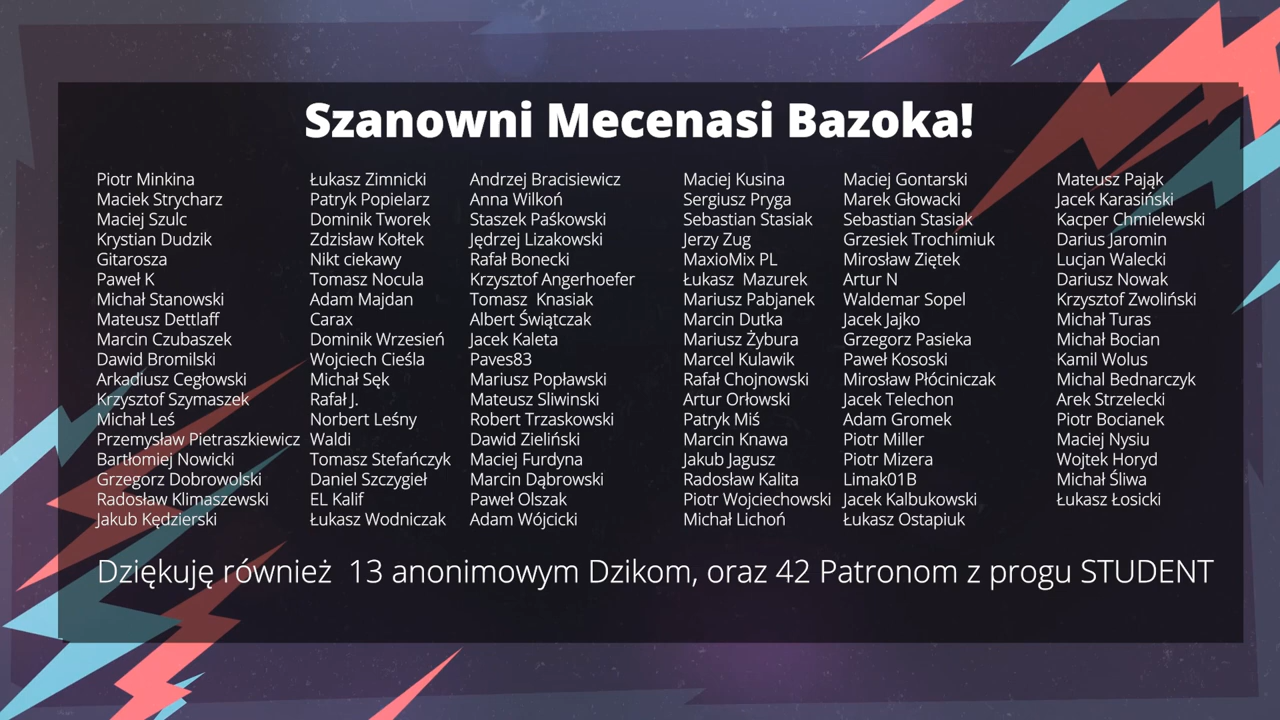 Szanowni Mecenasi Bazoka!
Piotr Minkina
Maciek Strycharz
Maciej Szulc
Krystian Dudzik
Gitarosza
Paweł K
Michał Stanowski
Mateusz Dettlaff
Marcin Czubaszek
Dawid Bromilski
Arkadiusz Cegłowski
Krzysztof Szymaszek
Michał Leś
Przemysław Pietraszkiewicz
Bartłomiej Nowicki
Grzegorz Dobrowolski
Radosław Klimaszewski
Jakub Kędzierski
Łukasz Zimnicki
Patryk Popielarz
Dominik Tworek
Zdzisław Kołtek
Nikt ciekawy
Tomasz Nocula
Adam Majdan
Carax
Dominik Wrzesień
Wojciech Cieśla
Michał Sęk
Rafał J.
Norbert Leśny
Waldi
Tomasz Stefańczyk
Daniel Szczygieł
EL Kalif
Łukasz Wodniczak
Andrzej Bracisiewicz
Anna Wilkoń
Staszek Paśkowski
Jędrzej Lizakowski
Rafał Bonecki
Krzysztof Angerhoefer
Tomasz  Knasiak
Albert Świątczak
Jacek Kaleta
Paves83
Mariusz Popławski
Mateusz Sliwinski
Robert Trzaskowski
Dawid Zieliński
Maciej Furdyna
Marcin Dąbrowski
Paweł Olszak
Adam Wójcicki
Maciej Kusina
Sergiusz Pryga
Sebastian Stasiak
Jerzy Zug
MaxioMix PL
Łukasz  Mazurek
Mariusz Pabjanek
Marcin Dutka
Mariusz Żybura
Marcel Kulawik
Rafał Chojnowski
Artur Orłowski
Patryk Miś
Marcin Knawa
Jakub Jagusz
Radosław Kalita
Piotr Wojciechowski
Michał Lichoń
Maciej Gontarski
Marek Głowacki
Sebastian Stasiak
Grzesiek Trochimiuk
Mirosław Ziętek
Artur N
Waldemar Sopel
Jacek Jajko
Grzegorz Pasieka
Paweł Kososki
Mirosław Płóciniczak
Jacek Telechon
Adam Gromek
Piotr Miller
Piotr Mizera
Limak01B
Jacek Kalbukowski
Łukasz Ostapiuk
Mateusz Pająk
Jacek Karasiński
Kacper Chmielewski
Darius Jaromin
Lucjan Walecki
Dariusz Nowak
Krzysztof Zwoliński
Michał Turas
Michał Bocian
Kamil Wolus
Michal Bednarczyk
Arek Strzelecki
Piotr Bocianek
Maciej Nysiu
Wojtek Horyd
Michał Śliwa
Łukasz Łosicki
Dziękuję również  13 anonimowym Dzikom, oraz 42 Patronom z progu STUDENT